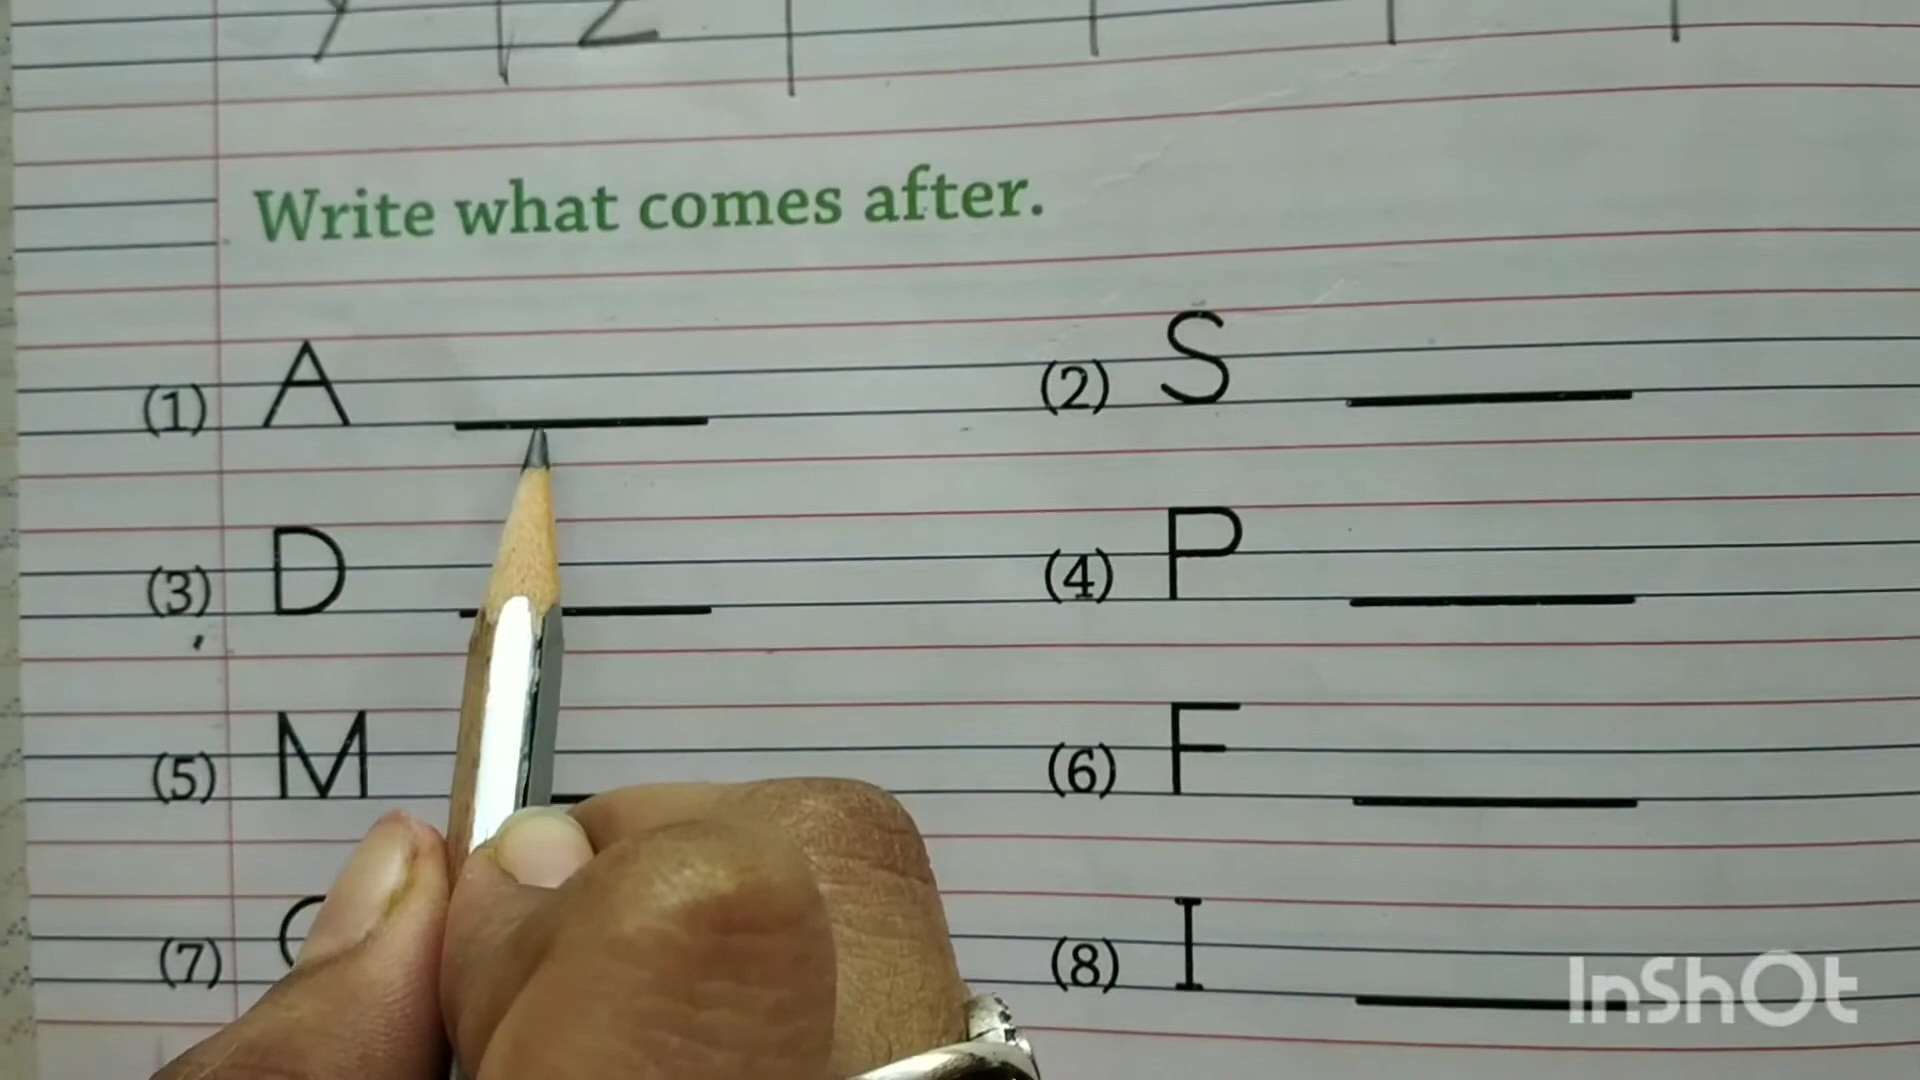 y z
Write what comes after.
(1) A (2) S
(3) D (4) P
(5) M (6) F
(7) (8) I
InShOt